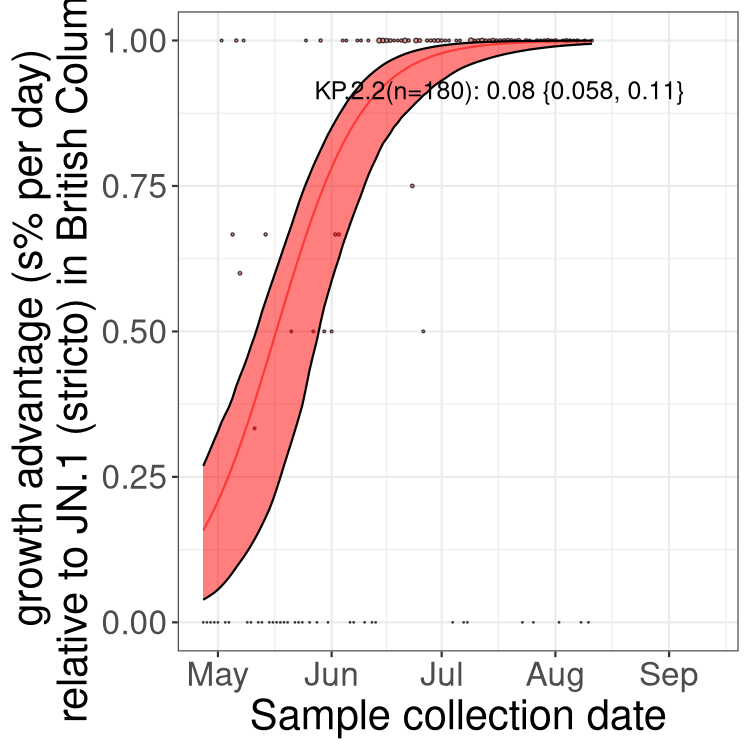 growth advantage (s% per day)
relative to JN.1 (stricto) in British Colum
1.00
0.75
0.50
0.25
0.00
KP.2.2(n=180): 0.08 {0.058, 0.11}
May Jun Jul Aug Sep
Sample collection date